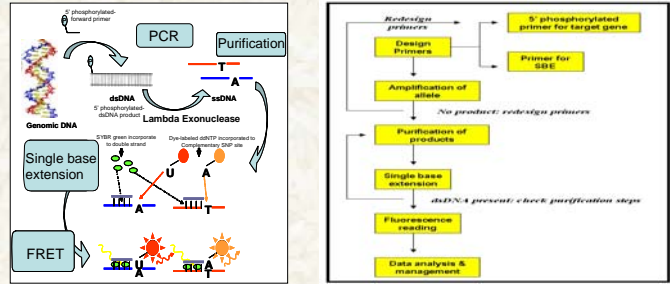 5' phosphorylated-
forward primer
P
PCR
Purification
T
A
P
dsDNA
5' phosphorylated-
dsDNA product
ssDNA
Lambda Exonuclease
Genomic DNA
SYBR green incorporate
to double strand
Dye-labeled ddNTP incorporated to
Complementary SNP site
Single base
extension
U
A
A
T
FRET
U
A
A
T
Redesign
primers
5' phosphorylated
primer for target gene
Design
Primers
Primer for
SBE
Amplification of
allele
No product: redesign primers
Purification of
products
Single base
extension
dsDNA present: check purification steps
Fluorescence
reading
Data analysis &
management